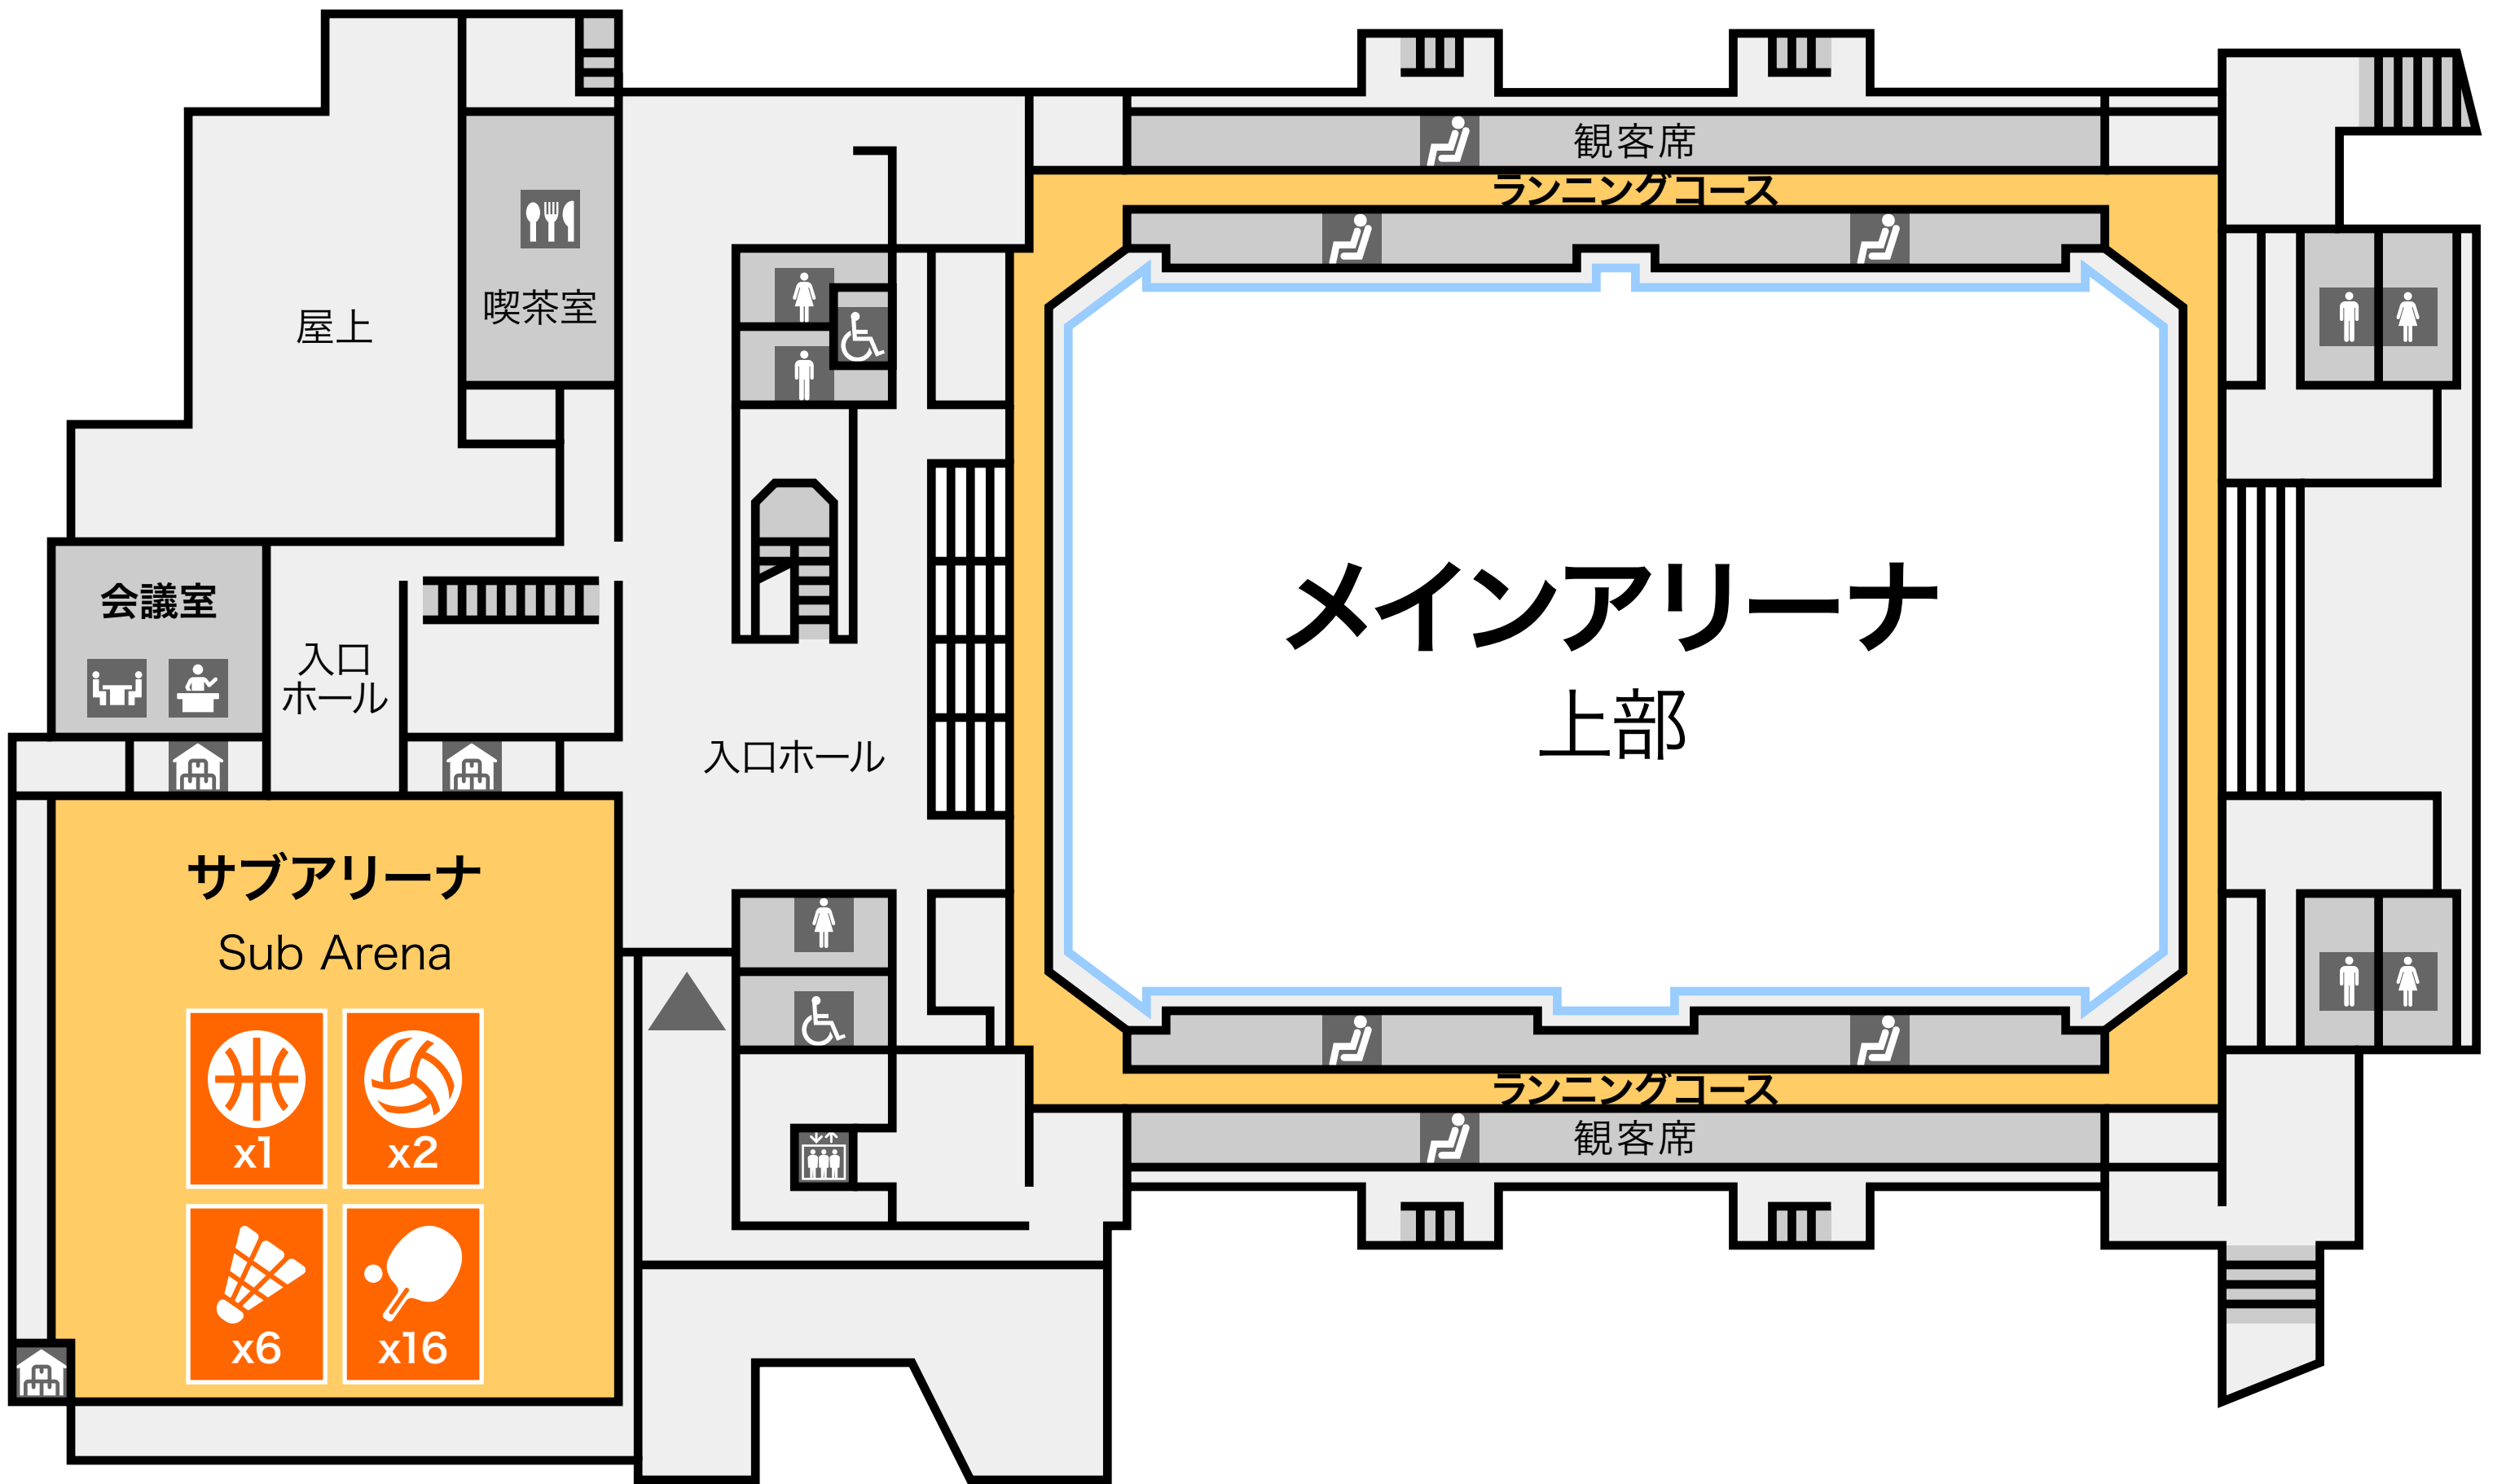 観客席
ランニングコース
喫茶室
屋上
会議室
入口
ホール
メインアリーナ
上部
入口ホール
サブアリーナ
Sub Arena
x1
x2
x6
x16
ランニングコース
観客席